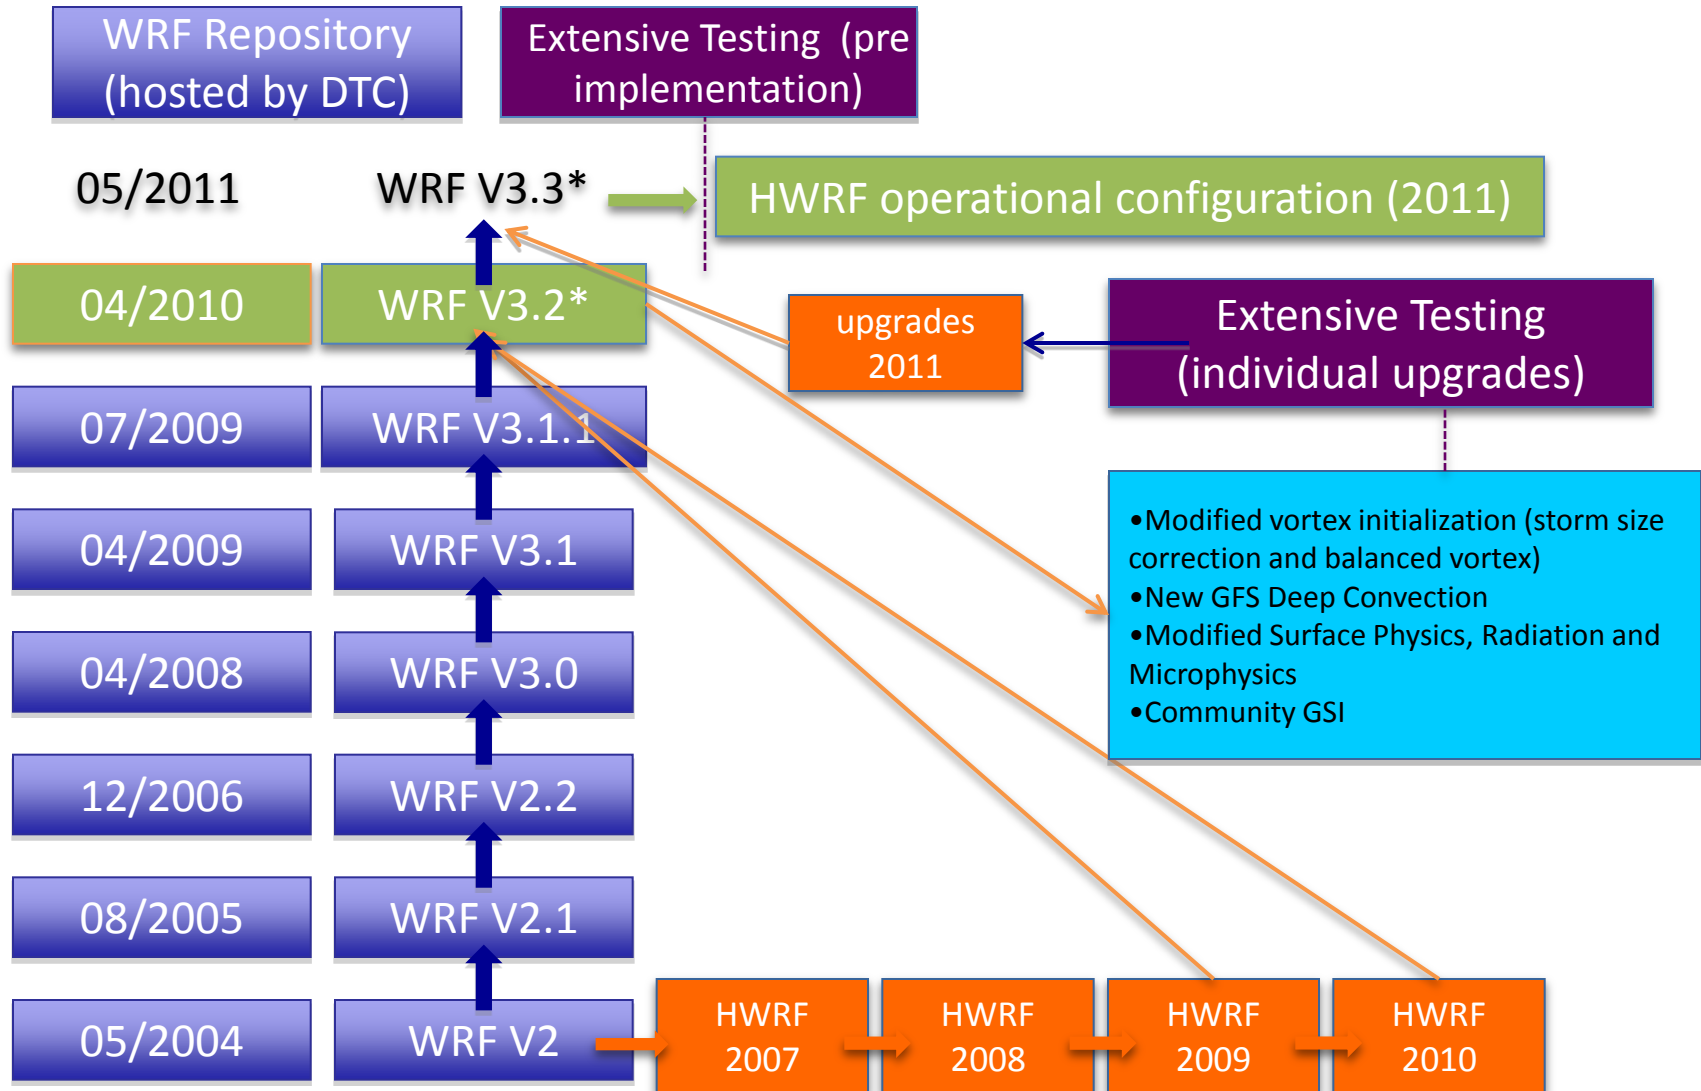 WRF Repository
(hosted by DTC)
Extensive Testing (pre
implementation)
05/2011
WRF V3.3*
HWRF operational configuration (2011)
04/2010
WRF V3.2*
upgrades
2011
Extensive Testing
(individual upgrades)
07/2009
WRF V3.1.1
•Modified vortex initialization (storm size
correction and balanced vortex)
•New GFS Deep Convection
•Modified Surface Physics, Radiation and
Microphysics
•Community GSI
04/2009
WRF V3.1
04/2008
WRF V3.0
12/2006
WRF V2.2
08/2005
WRF V2.1
05/2004
WRF V2
HWRF
2007
HWRF
2008
HWRF
2009
HWRF
2010